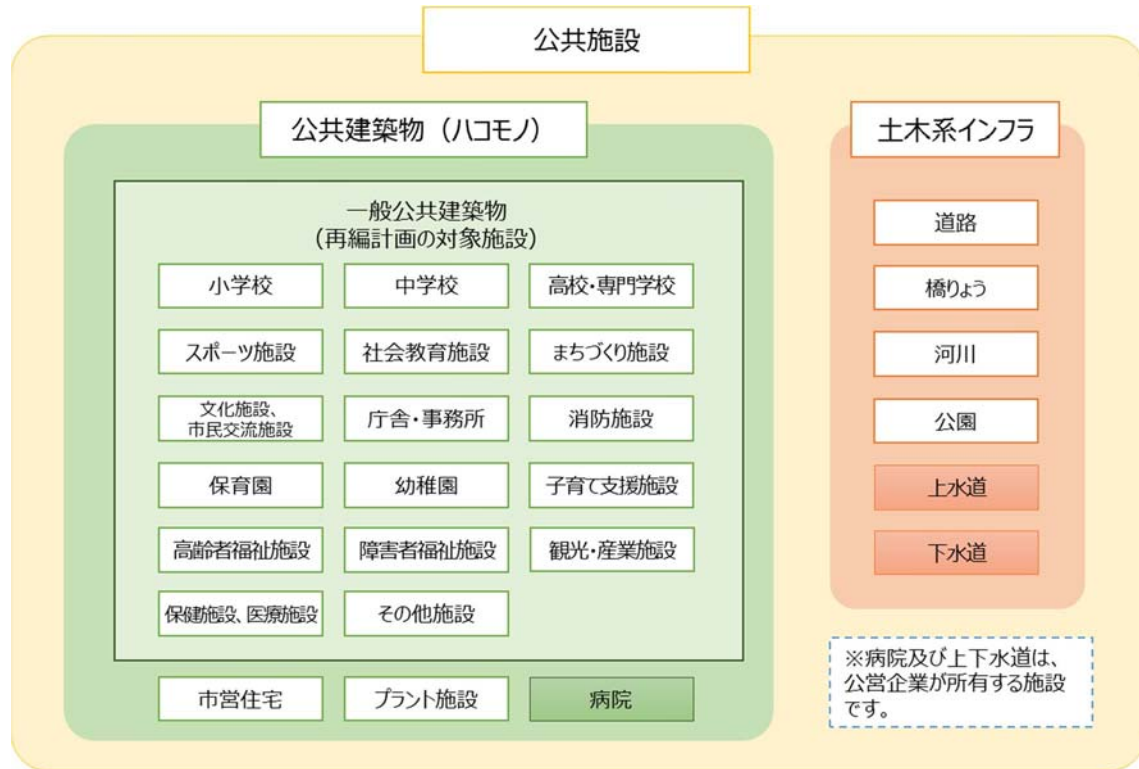 公共施設
公共建築物（ハコモノ）
一般公共建築物
（再編計画の対象施設）
小学校
中学校
高校・専門学校
スポーツ施設
社会教育施設
まちづくり施設
文化施設、
市民交流施設
庁舎・事務所
消防施設
保育園
幼稚園
子育て支援施設
高齢者福祉施設
障害者福祉施設
観光・産業施設
保健施設、医療施設
その他施設
市営住宅
プラント施設
病院
土木系インフラ
道路
橋りょう
河川
公園
上水道
下水道
※病院及び上下水道は、
公営企業が所有する施設
です。